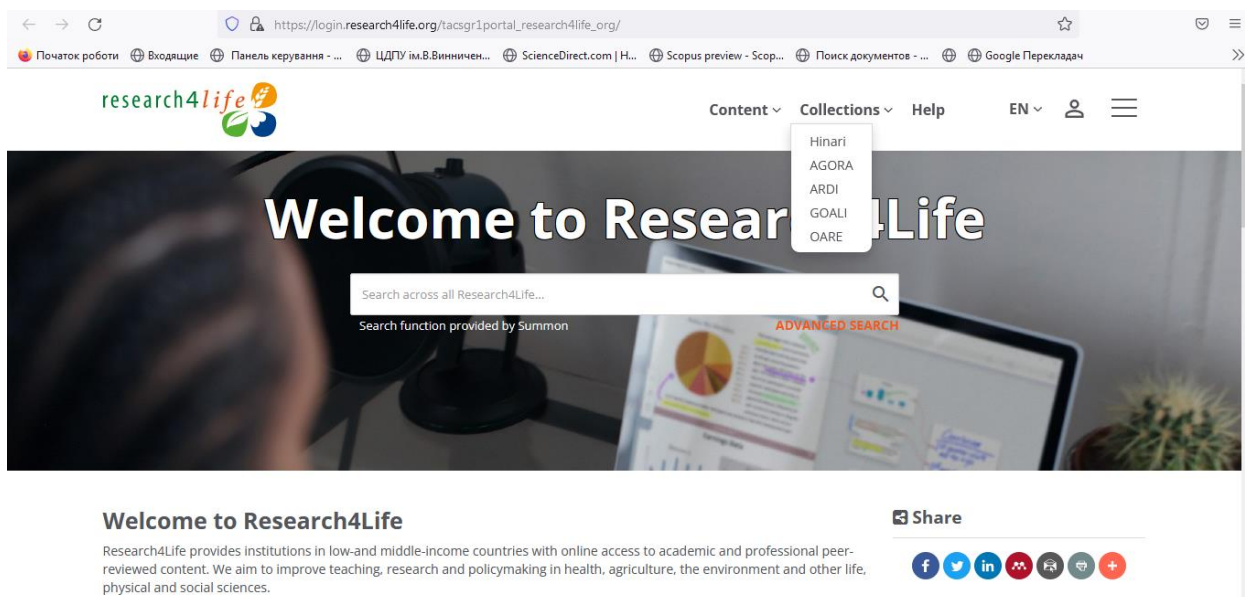 https://login.research4life.org/tacsgr1portal_research4life_org/
Початок роботи Входящие Панель керування - ... ЦДПУ ім.В.Винничен... ScienceDirect.com | H... Scopus preview - Scop... Поиск документов - ... Google Перекладач
research4life
Content Collections Help EN
Hinari
AGORA
ARDI
GOALI
OARE
Welcome to Research4Life
Search across all Research4Life...
Search function provided by Summon ADVANCED SEARCH
Welcome to Research4Life
Research4Life provides institutions in low-and middle-income countries with online access to academic and professional peer-
reviewed content. We aim to improve teaching, research and policymaking in health, agriculture, the environment and other life,
physical and social sciences.
Share